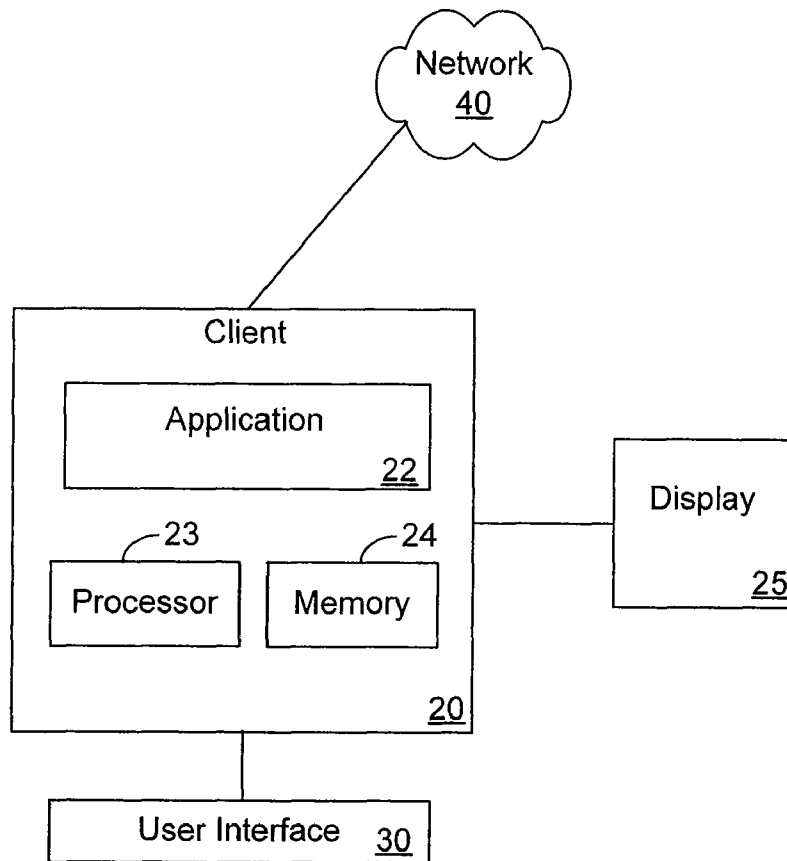 Network
40
Client
Application
22
23
24
Processor
Memory
Display
25
20
User Interface
30